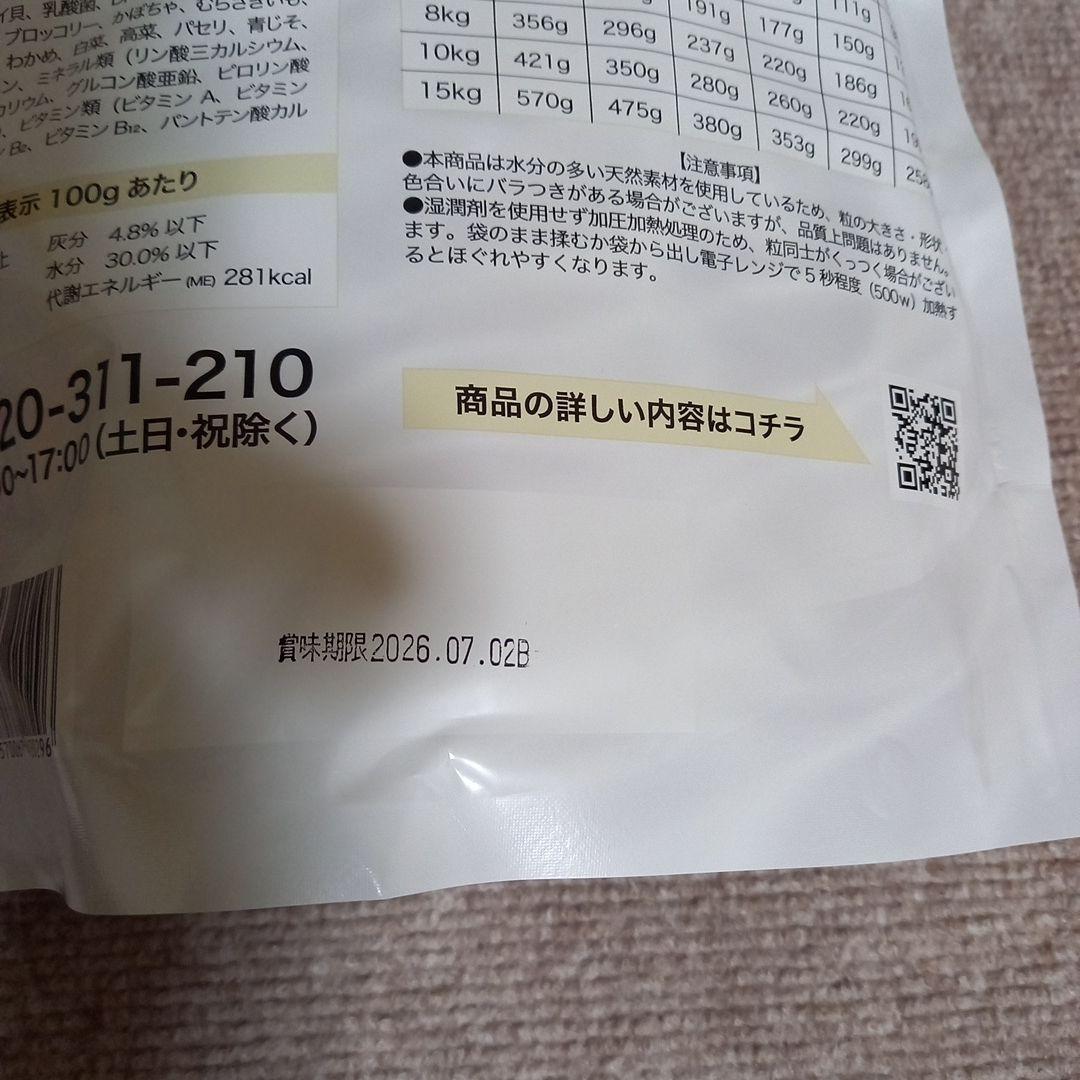 イ貝、乳酸菌、
ブロッコリー、かぼちゃ、むらさきいも、
わかめ、白菜、高菜、パセリ、青じそ、
ン、ミネラル類（リン酸三カルシウム、
カリウム、グルコン酸亜鉛、ピロリン酸
、ビタミン類（ビタミン A、ビタミン
B2、ビタミン B12、パントテン酸カル
表示 100g あたり
灰分 4.8% 以下
水分 30.0% 以下
代謝エネルギー (ME) 281kcal
191g 177g 111g
8kg 356g 296g 237g 220g 150g
10kg 421g 350g 280g 260g 186g
15kg 570g 475g 380g 353g 220g
299g 258
【注意事項】
●本商品は水分の多い天然素材を使用しているため、粒の大きさ・形状・
色合いにバラつきがある場合がございますが、品質上問題はありません。
●湿潤剤を使用せず加圧加熱処理のため、粒同士がくっつく場合がござい
ます。袋のまま揉むか袋から出し電子レンジで 5 秒程度（500w）加熱す
るとほぐれやすくなります。
20-311-210
0~17:00（土日・祝除く）
商品の詳しい内容はコチラ
賞味期限2026.07.02B